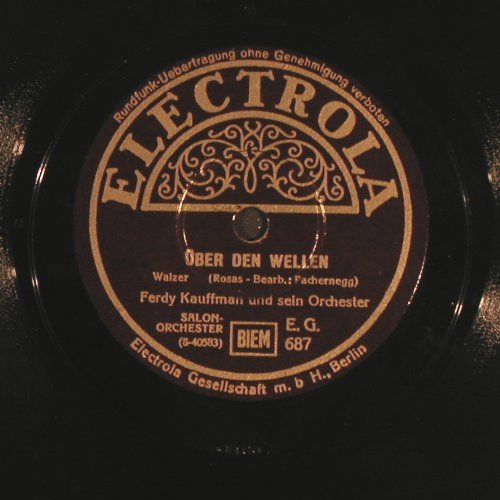 Rundfunk-Uebertragung ohne Genehmigung verboten
ELECTROLA
ÜBER DEN WELLEN
Walzer (Rosas - Bearb.: Pachernegg)
Ferdy Kauffman und sein Orchester
SALON-
ORCHESTER
(8-40583)
BIEM
E. G.
687
Electrola Gesellschaft m. b H., Berlin